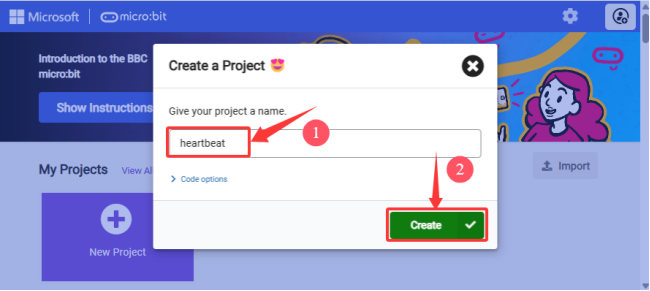 Microsoft micro:bit
Introduction to the BBC
micro:bit
Show Instructions
Create a Project
Give your project a name.
heartbeat
1
Code options
2
Create
My Projects View All
Import
New Project